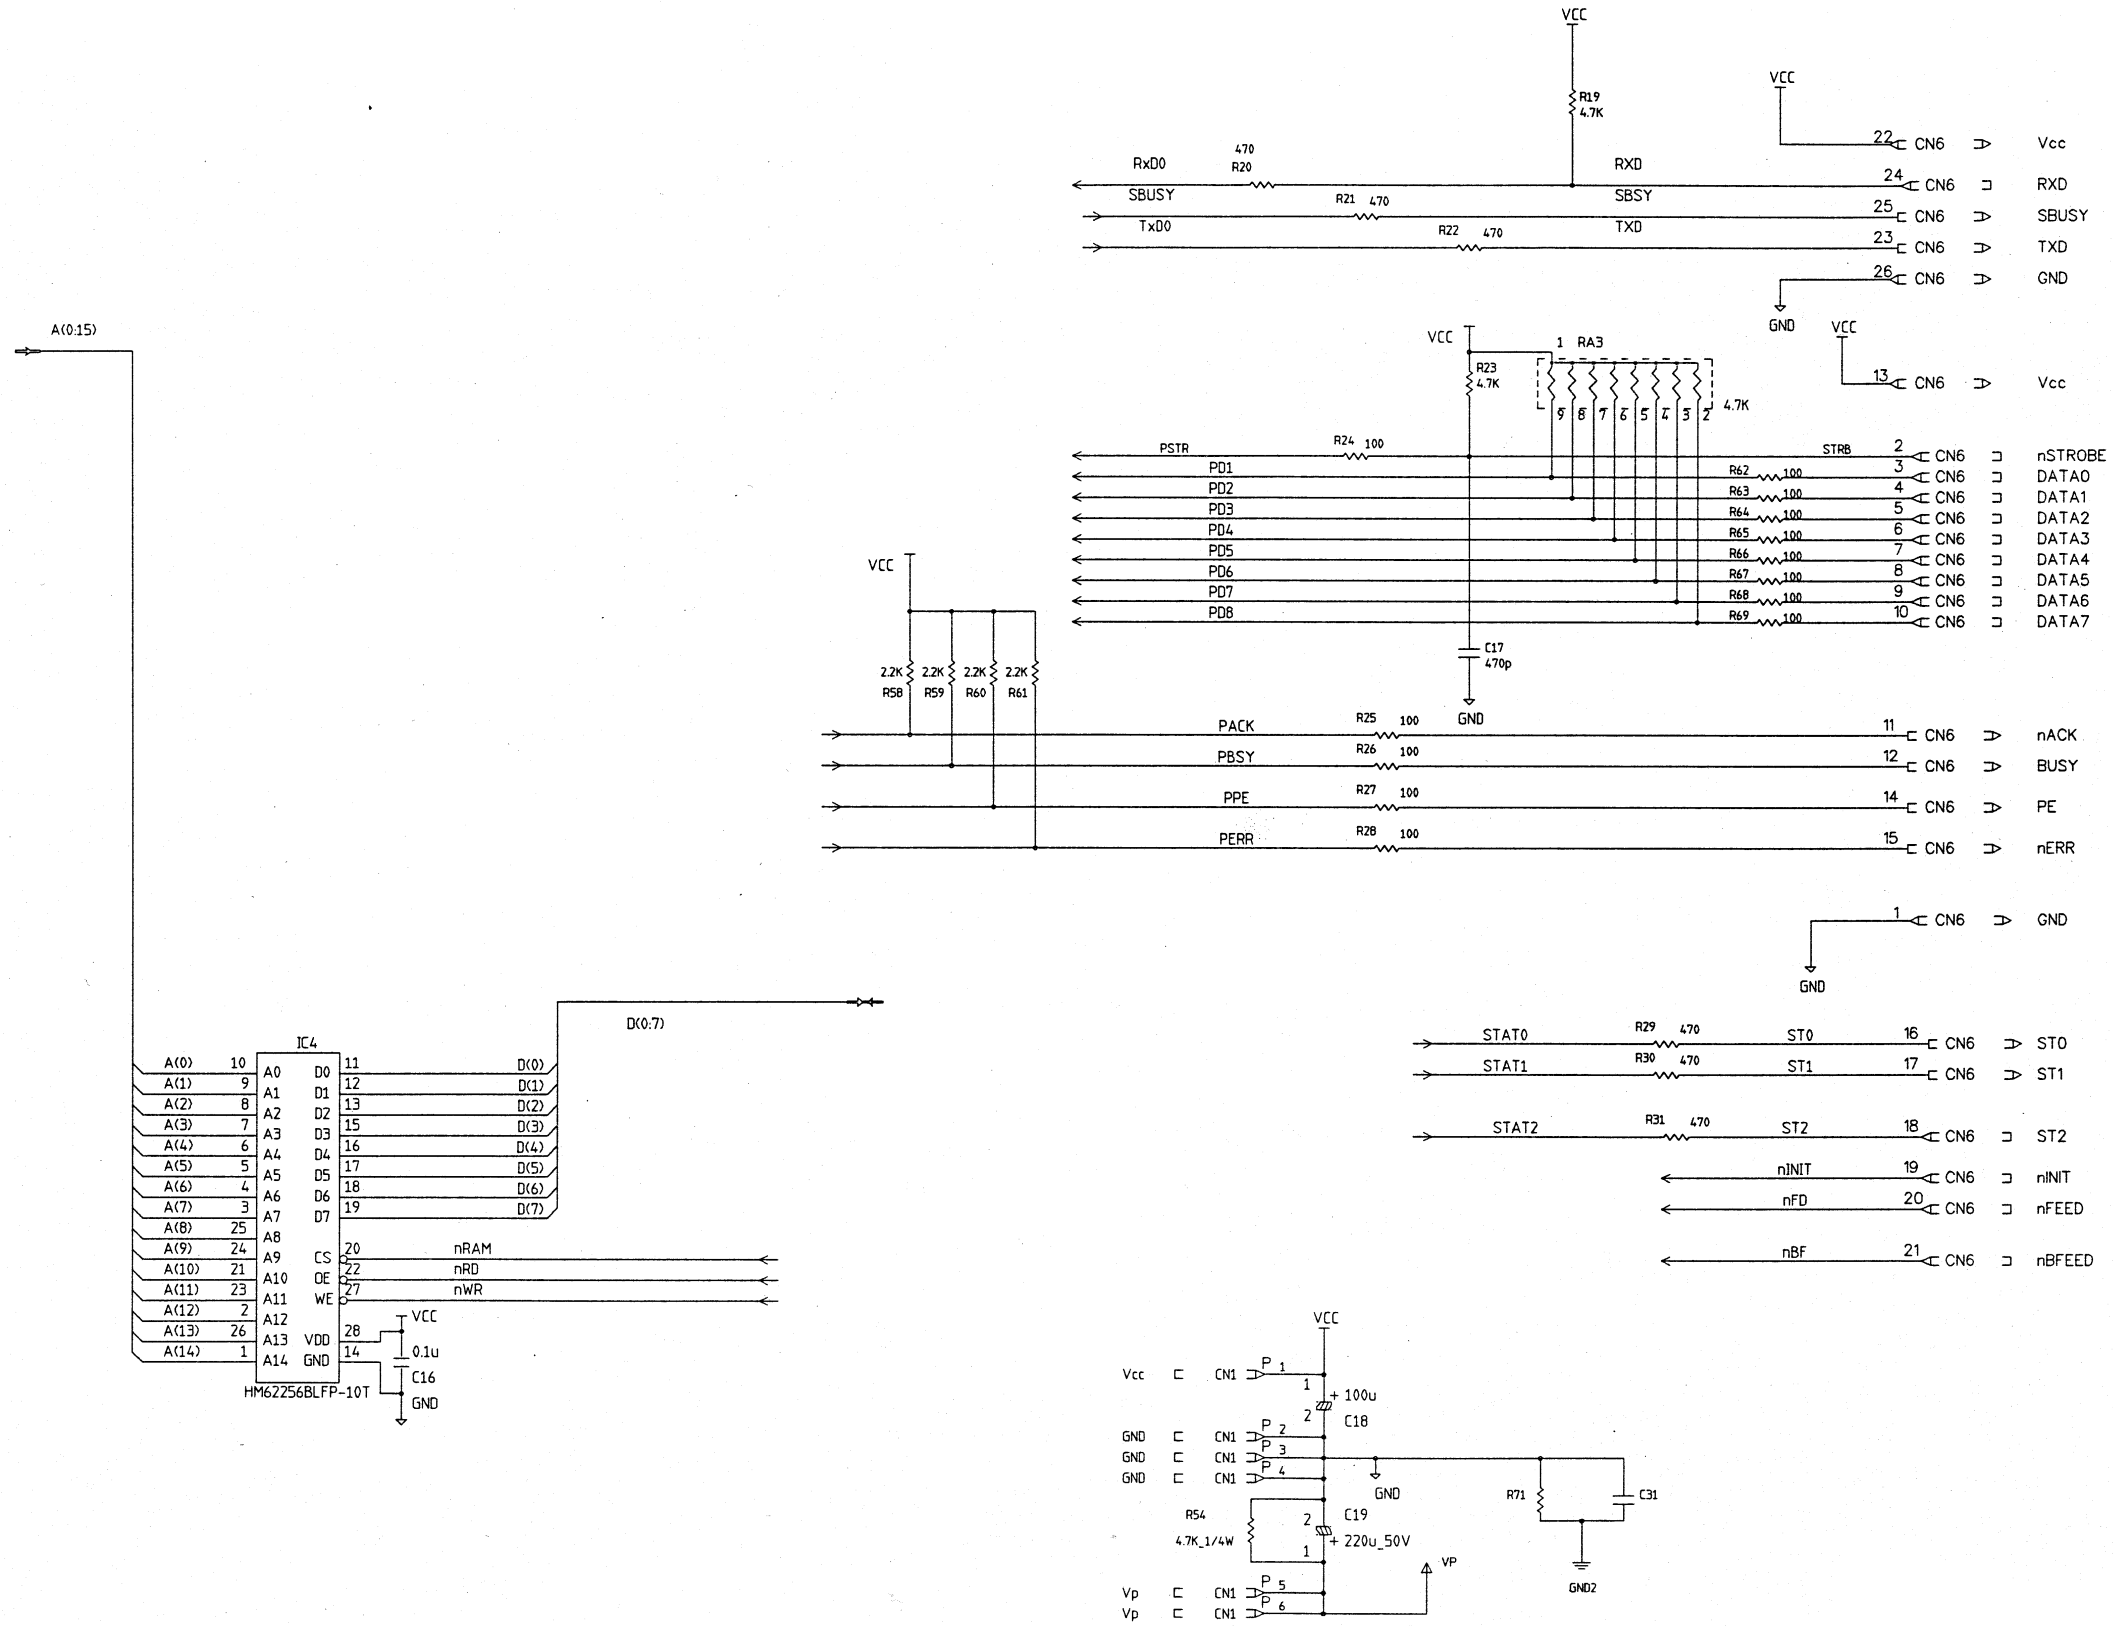 VCC
VCC
R19
4.7K
22 CN6 Vcc
470
RxD0 R20 RXD 24 CN6 RXD
SBUSY R21 470 SBSY 25 CN6 SBUSY
TxD0 R22 470 TXD 23 CN6 TXD
26 CN6 GND
GND
A(0:15)
VCC
VCC
1 RA3
R23
4.7K
13 CN6 Vcc
9 8 7 6 5 4 3 2 4.7K
PSTR R24 100 STRB 2 CN6 nSTROBE
PD1 R62 100 3 CN6 DATA0
PD2 R63 100 4 CN6 DATA1
PD3 R64 100 5 CN6 DATA2
PD4 R65 100 6 CN6 DATA3
PD5 R66 100 7 CN6 DATA4
PD6 R67 100 8 CN6 DATA5
PD7 R68 100 9 CN6 DATA6
PD8 R69 100 10 CN6 DATA7
VCC
C17
470p
GND
2.2K 2.2K 2.2K 2.2K
R58 R59 R60 R61
PACK R25 100 11 CN6 nACK
PBSY R26 100 12 CN6 BUSY
PPE R27 100 14 CN6 PE
PERR R28 100 15 CN6 nERR
1 CN6 GND
GND
D(0:7)
STAT0 R29 470 ST0 16 CN6 ST0
STAT1 R30 470 ST1 17 CN6 ST1
STAT2 R31 470 ST2 18 CN6 ST2
nINIT 19 CN6 nINIT
nFD 20 CN6 nFEED
nBF 21 CN6 nBFEED
IC4
A(0) 10 A0 D0 11 D(0)
A(1) 9 A1 D1 12 D(1)
A(2) 8 A2 D2 13 D(2)
A(3) 7 A3 D3 15 D(3)
A(4) 6 A4 D4 16 D(4)
A(5) 5 A5 D5 17 D(5)
A(6) 4 A6 D6 18 D(6)
A(7) 3 A7 D7 19 D(7)
A(8) 25 A8
A(9) 24 A9 CS 20 nRAM
A(10) 21 A10 OE 22 nRD
A(11) 23 A11 WE 27 nWR
A(12) 2 A12
A(13) 26 A13 VDD 28
A(14) 1 A14 GND 14
VCC
0.1u
C16
GND
HM62256BLFP-10T
VCC
Vcc CN1 P 1
1 + 100u
2 C18
GND CN1 P 2
GND CN1 P 3
GND CN1 P 4
GND
R71
C31
GND2
R54
4.7K_1/4W
2 C19
1 + 220u_50V
VP
Vp CN1 P 5
Vp CN1 P 6